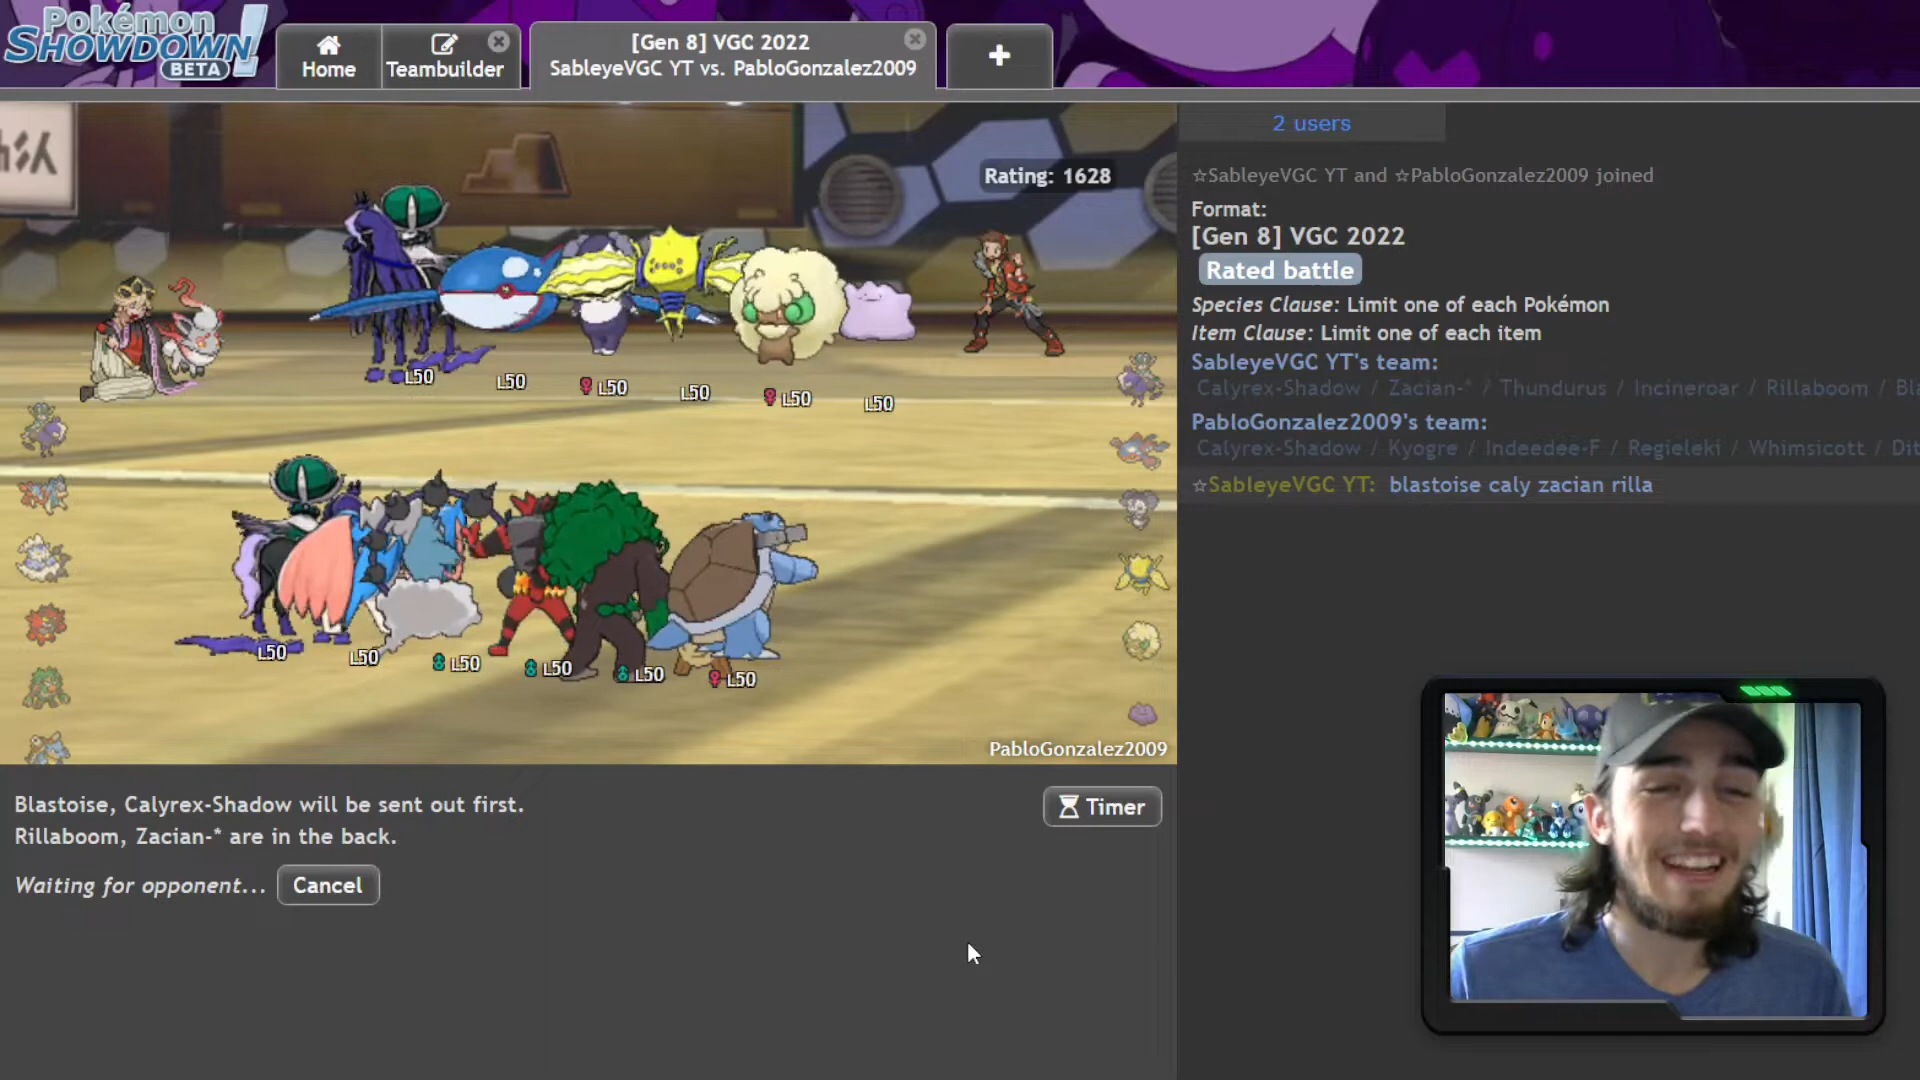 Pokémon
SHOWDOWN!
BETA
Home
Teambuilder
[Gen 8] VGC 2022
SableyeVGC YT vs. PabloGonzalez2009
Rating: 1628
L50
L50
L50
L50
L50
L50
L50
L50
L50
L50
L50
L50
PabloGonzalez2009
Blastoise, Calyrex-Shadow will be sent out first.
Rillaboom, Zacian-* are in the back.
Waiting for opponent... Cancel
Timer
2 users
☆SableyeVGC YT and ☆PabloGonzalez2009 joined
Format:
[Gen 8] VGC 2022
Rated battle
Species Clause: Limit one of each Pokémon
Item Clause: Limit one of each item
SableyeVGC YT's team:
Calyrex-Shadow / Zacian-* / Thundurus / Incineroar / Rillaboom / Bla
PabloGonzalez2009's team:
Calyrex-Shadow / Kyogre / Indeedee-F / Regieleki / Whimsicott / Dit
☆SableyeVGC YT: blastoise caly zacian rilla